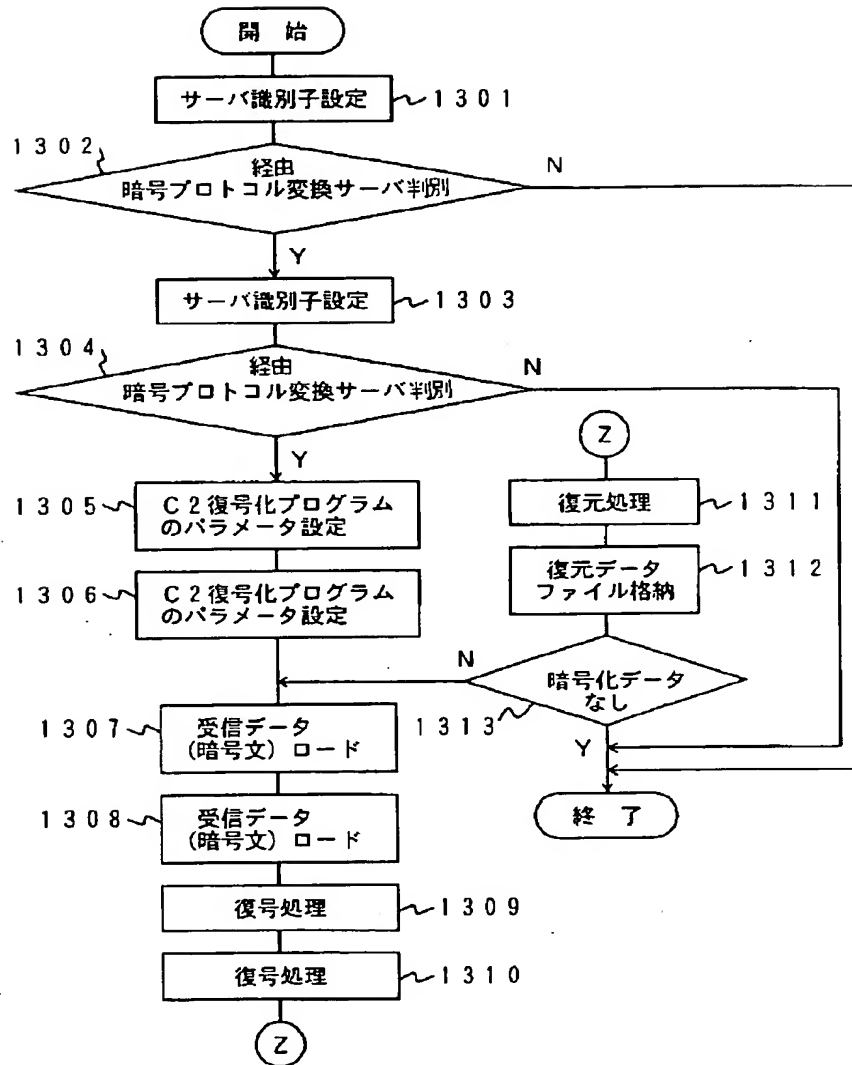 開 始
サーバ識別子設定
1301
1302
経由
暗号プロトコル変換サーバ判別
N
Y
サーバ識別子設定
1303
1304
経由
暗号プロトコル変換サーバ判別
N
Y
1305
C2復号化プログラム
のパラメータ設定
1306
C2復号化プログラム
のパラメータ設定
1307
受信データ
(暗号文)ロード
1308
受信データ
(暗号文)ロード
復号処理
1309
復号処理
1310
Z
Z
復元処理
1311
復元データ
ファイル格納
1312
N
暗号化データ
なし
1313
Y
終 了